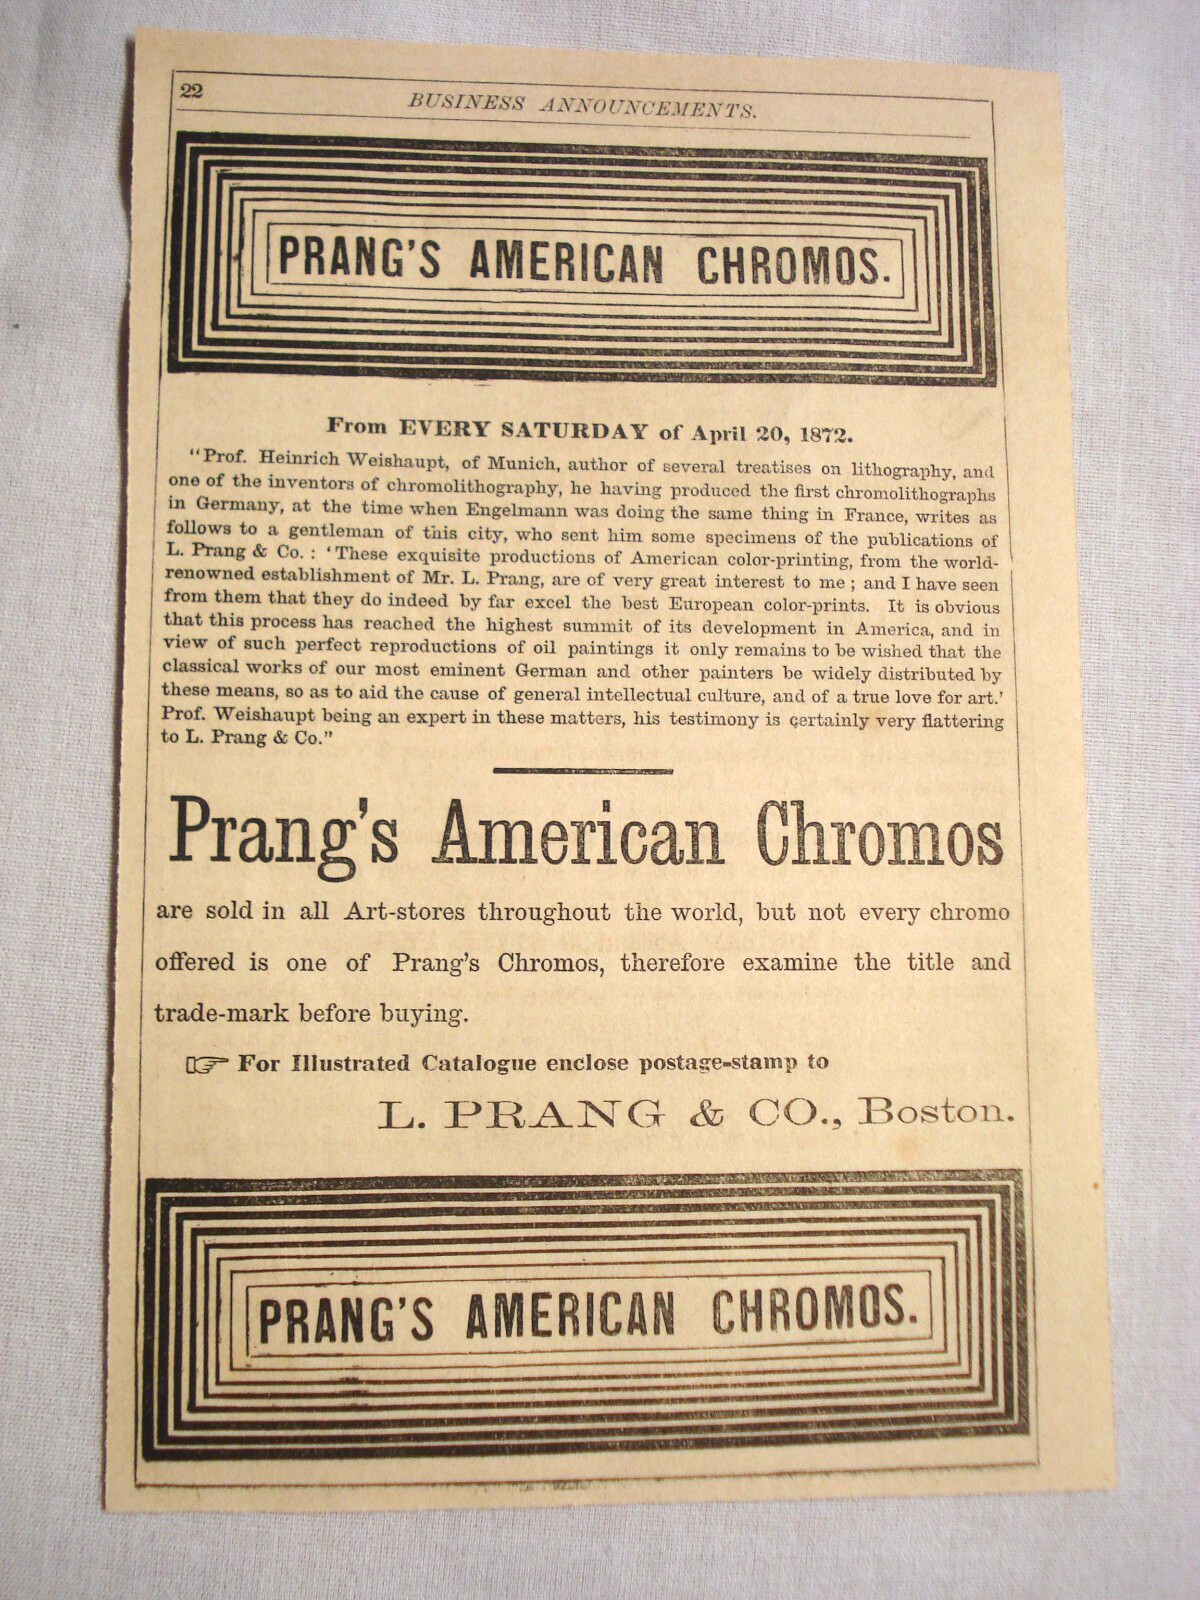 22
BUSINESS ANNOUNCEMENTS.
PRANG'S AMERICAN CHROMOS.
From EVERY SATURDAY of April 20, 1872.
"Prof. Heinrich Weishaupt, of Munich, author of several treatises on lithography, and
one of the inventors of chromolithography, he having produced the first chromolithographs
in Germany, at the time when Engelmann was doing the same thing in France, writes as
follows to a gentleman of this city, who sent him some specimens of the publications of
L. Prang & Co. : 'These exquisite productions of American color-printing, from the world-
renowned establishment of Mr. L. Prang, are of very great interest to me ; and I have seen
from them that they do indeed by far excel the best European color-prints. It is obvious
that this process has reached the highest summit of its development in America, and in
view of such perfect reproductions of oil paintings it only remains to be wished that the
classical works of our most eminent German and other painters be widely distributed by
these means, so as to aid the cause of general intellectual culture, and of a true love for art.'
Prof. Weishaupt being an expert in these matters, his testimony is certainly very flattering
to L. Prang & Co."
Prang's American Chromos
are sold in all Art-stores throughout the world, but not every chromo
offered is one of Prang's Chromos, therefore examine the title and
trade-mark before buying.
☞ For Illustrated Catalogue enclose postage-stamp to
L. PRANG & CO., Boston.
PRANG'S AMERICAN CHROMOS.